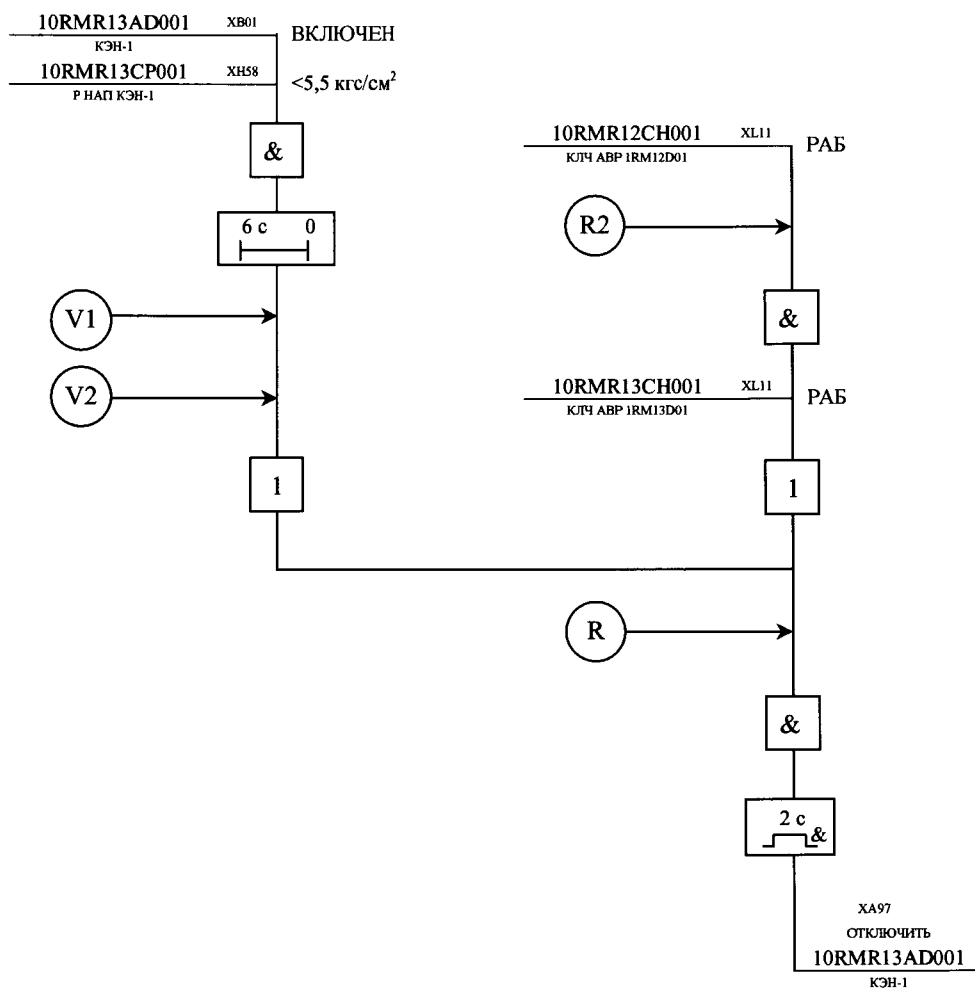 10RMR13AD001 XB01 ВКЛЮЧЕН
КЭН-1
10RMR13CP001 XH58 <5,5 кгс/см²
Р НАП КЭН-1
&
6 с 0
V1
V2
1
10RMR12CH001 XL11 РАБ
КЛЧ АВР 1RM12D01
R2
&
10RMR13CH001 XL11 РАБ
КЛЧ АВР 1RM13D01
1
R
&
2 с &
XA97
ОТКЛЮЧИТЬ
10RMR13AD001
КЭН-1